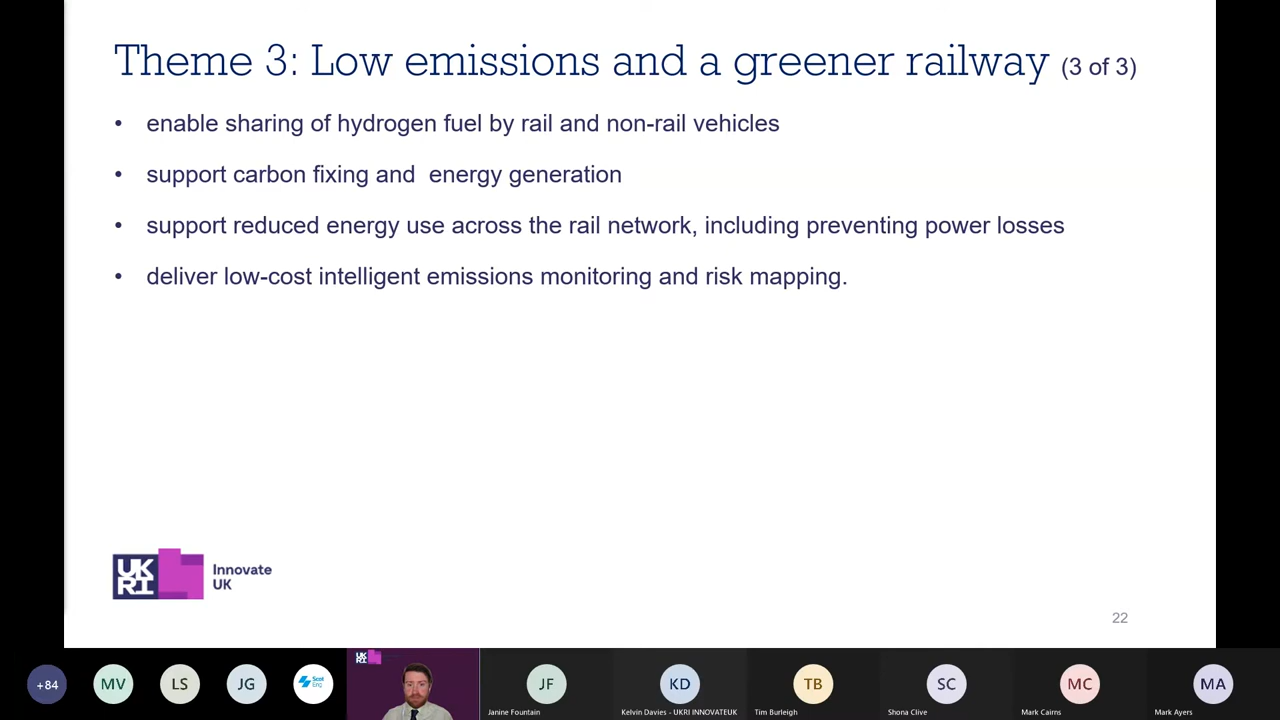 Theme 3: Low emissions and a greener railway (3 of 3)
• enable sharing of hydrogen fuel by rail and non-rail vehicles
• support carbon fixing and  energy generation
• support reduced energy use across the rail network, including preventing power losses
• deliver low-cost intelligent emissions monitoring and risk mapping.
UK
RI
Innovate
UK
22
+84
MV
LS
JG
Scot
Eng
UK
RI
JF
KD
TB
SC
MC
MA
Janine Fountain
Kelvin Davies - UKRI INNOVATEUK
Tim Burleigh
Shona Clive
Mark Cairns
Mark Ayers